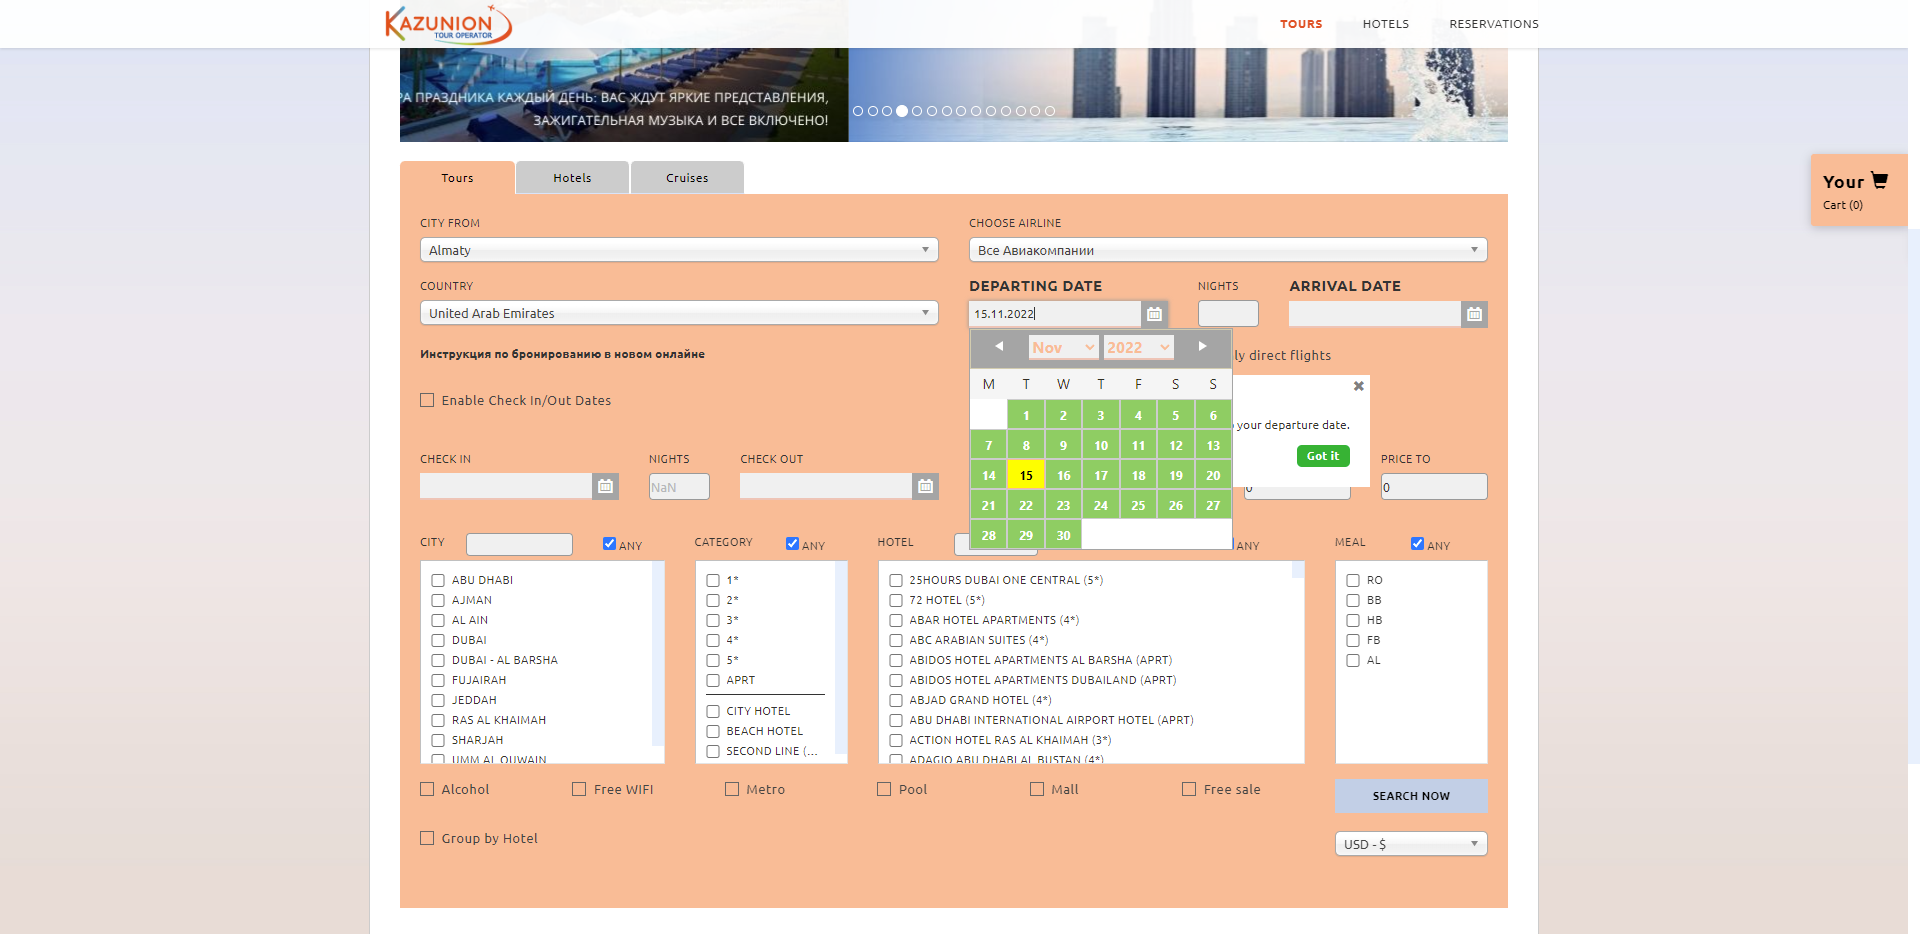 KAZUNION
TOUR OPERATOR
TOURS
HOTELS
RESERVATIONS
РА ПРАЗДНИКА КАЖДЫЙ ДЕНЬ: ВАС ЖДУТ ЯРКИЕ ПРЕДСТАВЛЕНИЯ,
ЗАЖИГАТЕЛЬНАЯ МУЗЫКА И ВСЕ ВКЛЮЧЕНО!
Your
Cart (0)
Tours
Hotels
Cruises
CITY FROM
CHOOSE AIRLINE
Almaty
Все Авиакомпании
COUNTRY
DEPARTING DATE
NIGHTS
ARRIVAL DATE
United Arab Emirates
15.11.2022
Инструкция по бронированию в новом онлайне
Nov
2022
ly direct flights
M T W T F S S
1 2 3 4 5 6
7 8 9 10 11 12 13
14 15 16 17 18 19 20
21 22 23 24 25 26 27
28 29 30
Enable Check In/Out Dates
your departure date.
Got it
CHECK IN
NIGHTS
CHECK OUT
PRICE TO
NaN
0
0
CITY
ANY
CATEGORY
ANY
HOTEL
ANY
MEAL
ANY
ABU DHABI
AJMAN
AL AIN
DUBAI
DUBAI - AL BARSHA
FUJAIRAH
JEDDAH
RAS AL KHAIMAH
SHARJAH
UMM AL QUWAIN
1*
2*
3*
4*
5*
APRT
CITY HOTEL
BEACH HOTEL
SECOND LINE (...
25HOURS DUBAI ONE CENTRAL (5*)
72 HOTEL (5*)
ABAR HOTEL APARTMENTS (4*)
ABC ARABIAN SUITES (4*)
ABIDOS HOTEL APARTMENTS AL BARSHA (APRT)
ABIDOS HOTEL APARTMENTS DUBAILAND (APRT)
ABJAD GRAND HOTEL (4*)
ABU DHABI INTERNATIONAL AIRPORT HOTEL (APRT)
ACTION HOTEL RAS AL KHAIMAH (3*)
ADAGIO ABU DHABI AL BUSTAN (4*)
RO
BB
HB
FB
AL
Alcohol
Free WIFI
Metro
Pool
Mall
Free sale
SEARCH NOW
Group by Hotel
USD - $